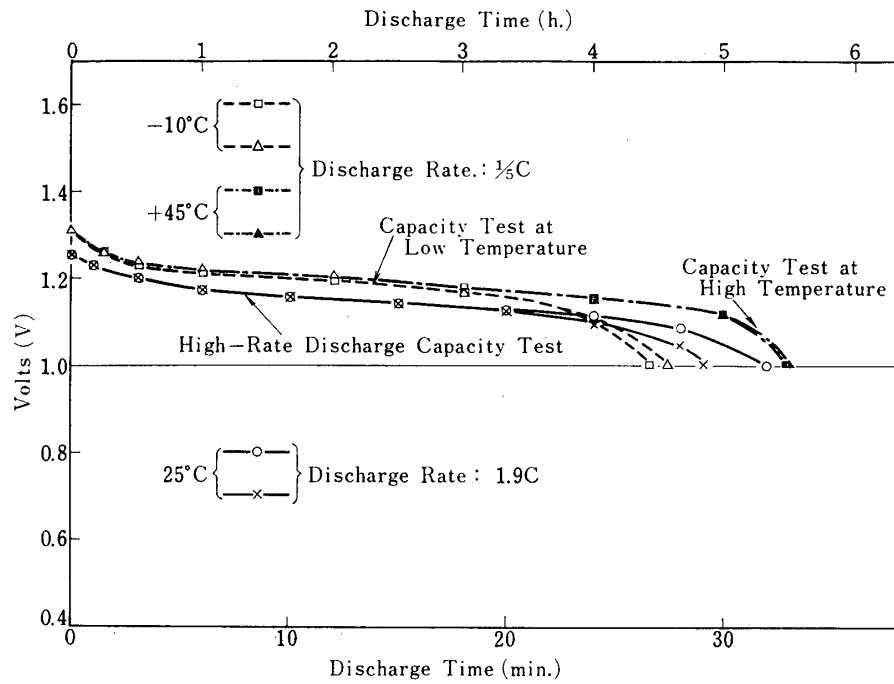 Discharge Time (h.)
0 1 2 3 4 5 6
1.6
1.4
1.2
1.0
0.8
0.6
0.4
Volts (V)
−10°C
+45°C
Discharge Rate.: ⅕C
Capacity Test at
Low Temperature
Capacity Test at
High Temperature
High−Rate Discharge Capacity Test
25°C
Discharge Rate: 1.9C
0 10 20 30
Discharge Time (min.)